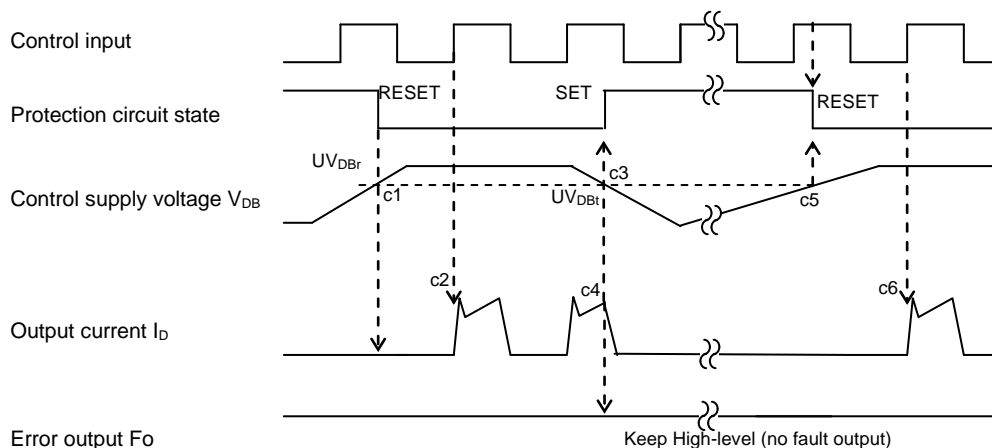 Control input
Protection circuit state
RESET
SET
RESET
UVDBr
Control supply voltage VDB
c1
UVDBt
c3
c5
c2
c4
c6
Output current ID
Error output Fo
Keep High-level (no fault output)